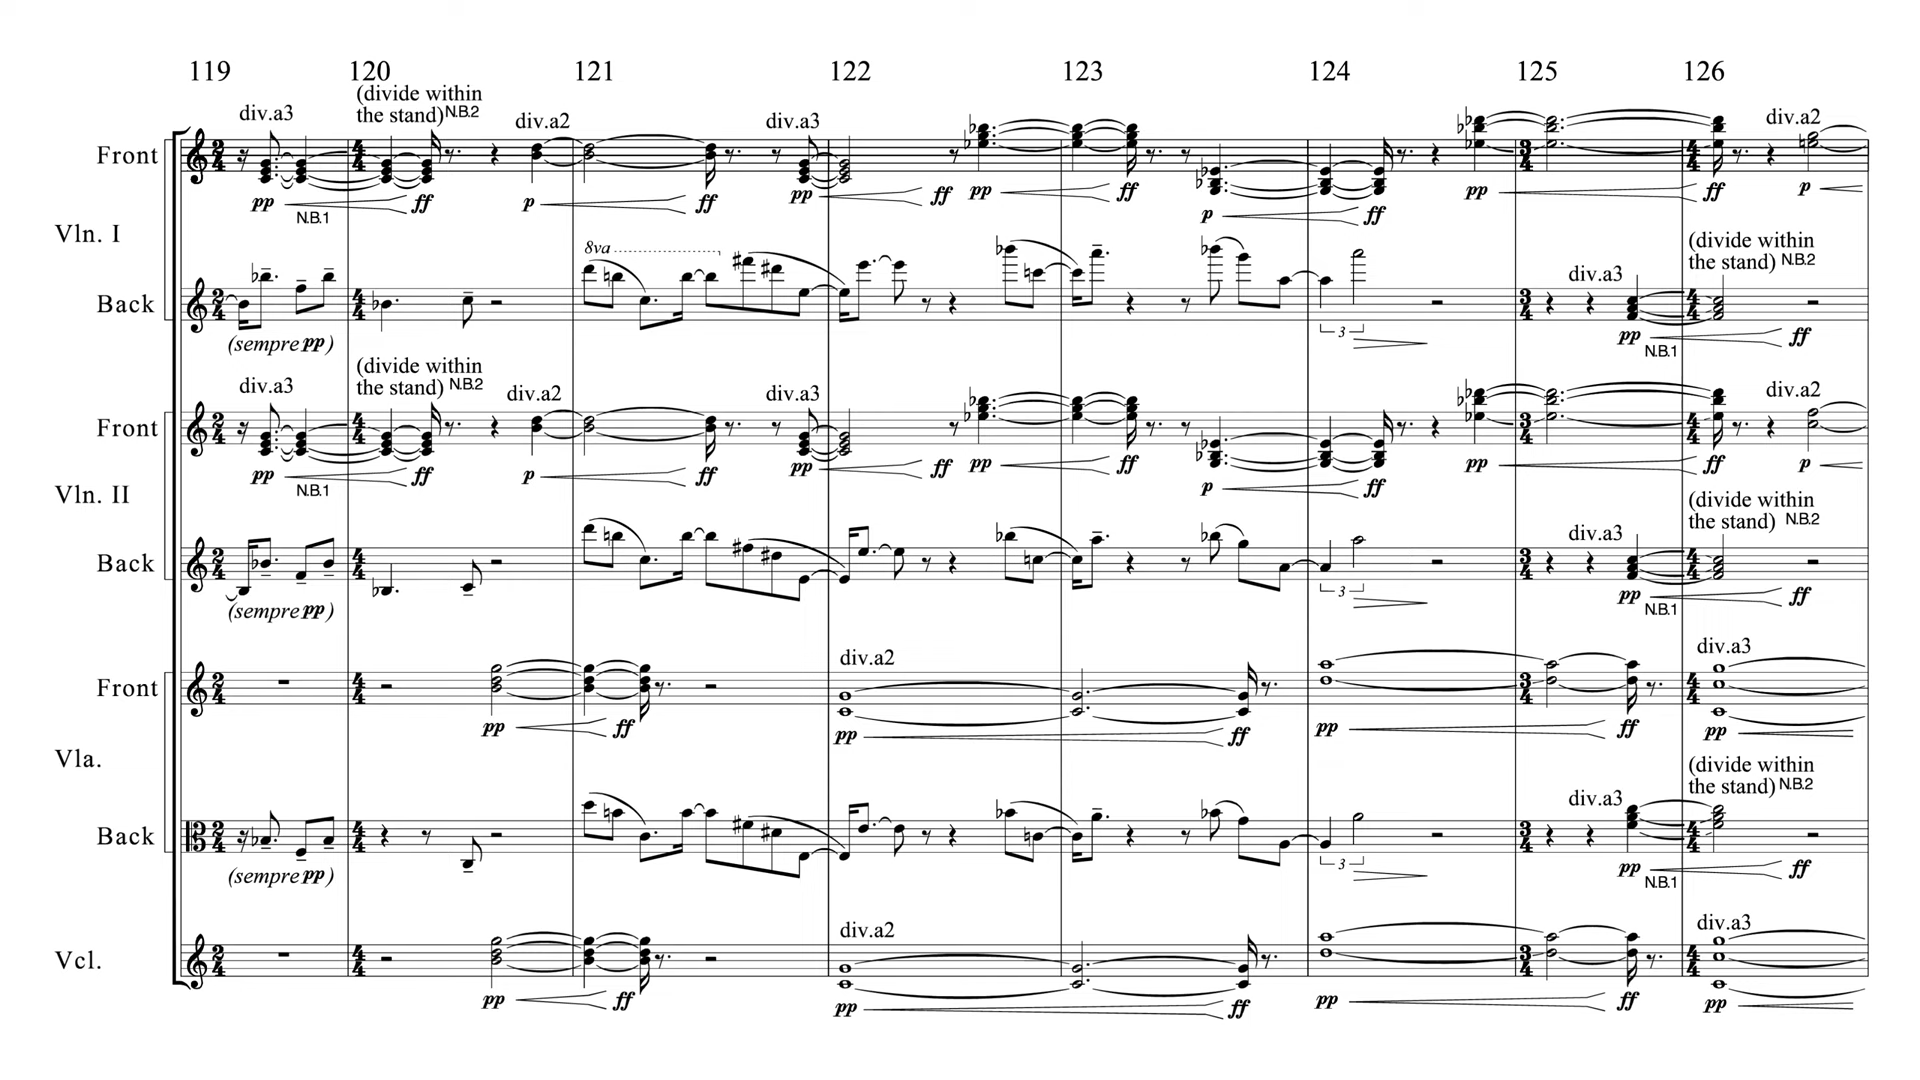 119 120 121 122 123 124 125 126
(divide within
the stand) N.B.2
div.a3 div.a2 div.a3 div.a2
Front
pp ff p ff pp ff pp ff p ff pp ff p
N.B.1
Vln. I
8va
(divide within
the stand) N.B.2
div.a3
Back
3
pp ff
N.B.1
(sempre pp)
(divide within
the stand) N.B.2
div.a3 div.a2 div.a3 div.a2
Front
pp ff p ff pp ff pp ff p ff pp ff p
N.B.1
Vln. II
(divide within
the stand) N.B.2
div.a3
Back
3
pp ff
N.B.1
(sempre pp)
div.a2 div.a3
Front
pp ff pp ff pp ff pp
Vla.
(divide within
the stand) N.B.2
div.a3
Back
3
pp ff
N.B.1
(sempre pp)
div.a2 div.a3
Vcl.
pp ff pp ff pp ff pp